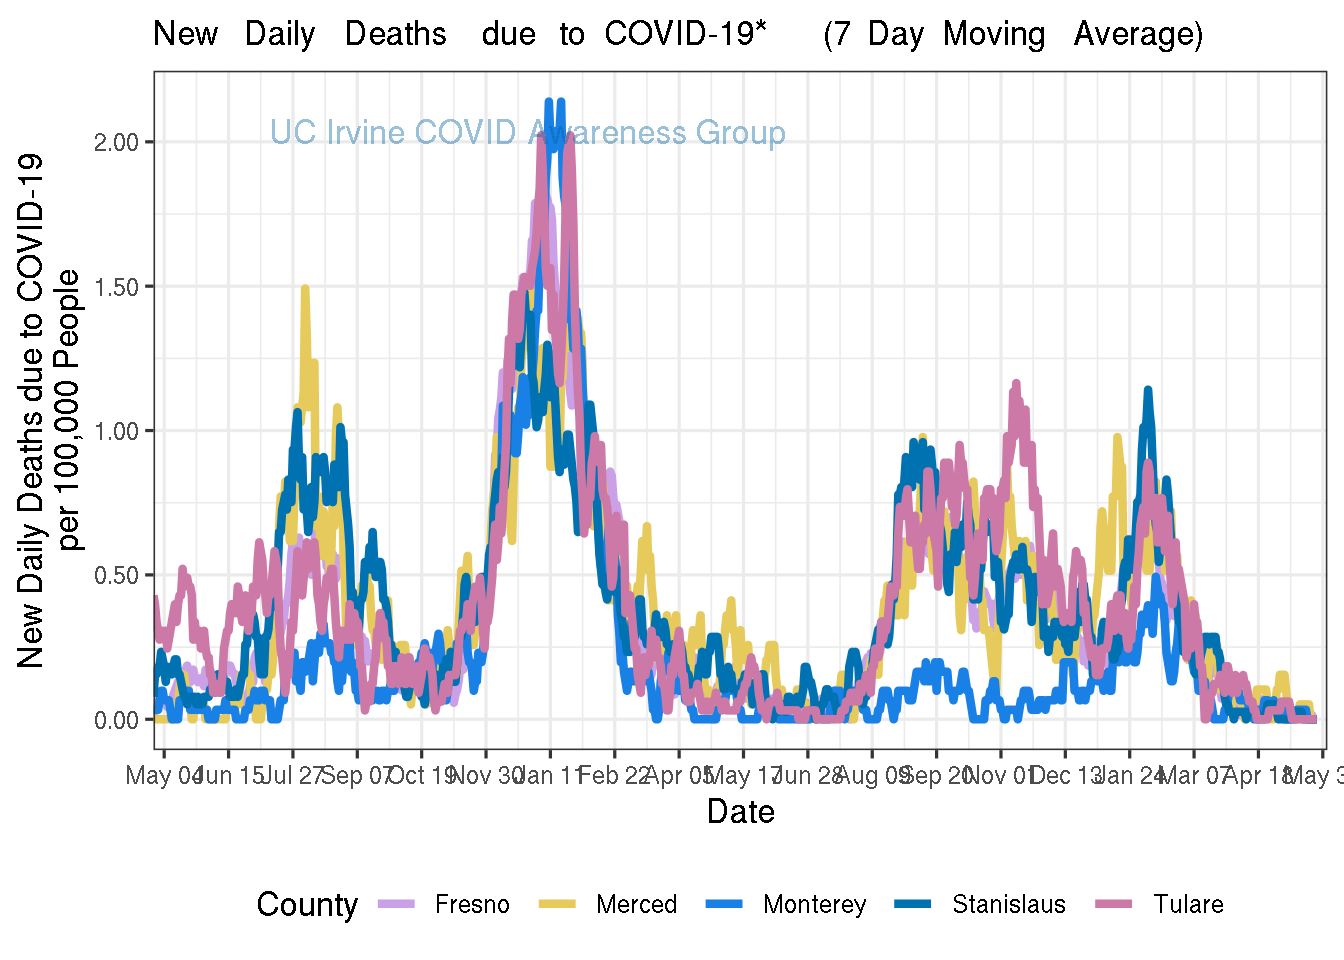 New Daily Deaths due to COVID-19* (7 Day Moving Average)
UC Irvine COVID Awareness Group
New Daily Deaths due to COVID-19
per 100,000 People
2.00
1.50
1.00
0.50
0.00
May 04 Jun 15 Jul 27 Sep 07 Oct 19 Nov 30 Jan 11 Feb 22 Apr 05 May 17 Jun 28 Aug 09 Sep 20 Nov 01 Dec 13 Jan 24 Mar 07 Apr 18 May 3
Date
County Fresno Merced Monterey Stanislaus Tulare